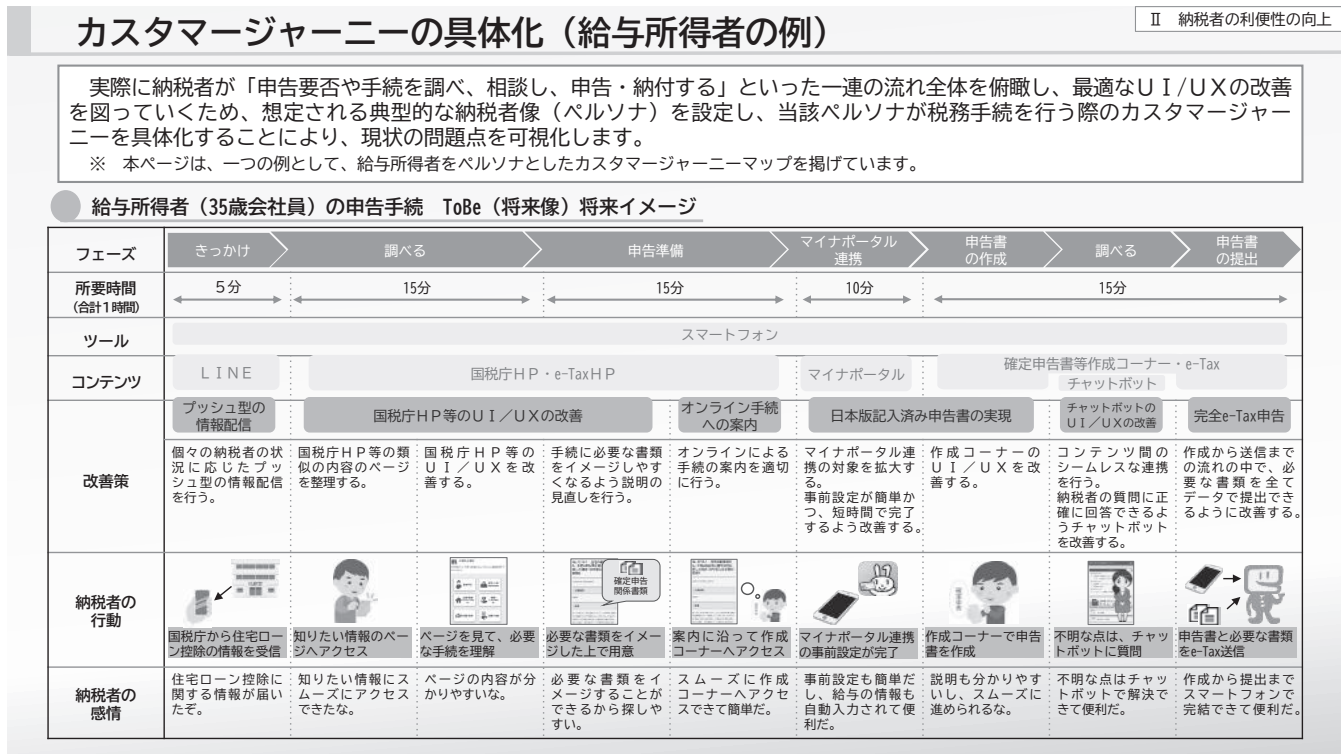 Ⅱ　納税者の利便性の向上
カスタマージャーニーの具体化（給与所得者の例）
実際に納税者が「申告要否や手続を調べ、相談し、申告・納付する」といった一連の流れ全体を俯瞰し、最適なＵＩ/ＵＸの改善
を図っていくため、想定される典型的な納税者像（ペルソナ）を設定し、当該ペルソナが税務手続を行う際のカスタマージャー
ニーを具体化することにより、現状の問題点を可視化します。
※　本ページは、一つの例として、給与所得者をペルソナとしたカスタマージャーニーマップを掲げています。
給与所得者（35歳会社員）の申告手続　ToBe（将来像）将来イメージ
フェーズ
きっかけ
調べる
申告準備
マイナポータル
連携
申告書
の作成
調べる
申告書
の提出
所要時間
（合計１時間）
５分
15分
15分
10分
15分
ツール
スマートフォン
コンテンツ
ＬＩＮＥ
国税庁ＨＰ・e-TaxＨＰ
マイナポータル
確定申告書等作成コーナー・e-Tax
チャットボット
改善策
プッシュ型の
情報配信
国税庁ＨＰ等のＵＩ／ＵＸの改善
オンライン手続
への案内
日本版記入済み申告書の実現
チャットボットの
ＵＩ／ＵＸの改善
完全e-Tax申告
個々の納税者の状
況に応じたプッ
シュ型の情報配信
を行う。
国税庁ＨＰ等の類
似の内容のページ
を整理する。
国税庁ＨＰ等の
ＵＩ／ＵＸを改
善する。
手続に必要な書類
をイメージしやす
くなるよう説明の
見直しを行う。
オンラインによる
手続の案内を適切
に行う。
マイナポータル連
携の対象を拡大す
る。
事前設定が簡単か
つ、短時間で完了
するよう改善する。
作成コーナーの
ＵＩ／ＵＸを改
善する。
コンテンツ間の
シームレスな連携
を行う。
納税者の質問に正
確に回答できるよ
うチャットボット
を改善する。
作成から送信まで
の流れの中で、必
要な書類を全て
データで提出でき
るように改善する。
納税者の
行動
確定申告
関係書類
国税庁から住宅ロー
ン控除の情報を受信
知りたい情報のペー
ジへアクセス
ページを見て、必要
な手続を理解
必要な書類をイメー
ジした上で用意
案内に沿って作成
コーナーへアクセス
マイナポータル連携
の事前設定が完了
作成コーナーで申告
書を作成
不明な点は、チャッ
トボットに質問
申告書と必要な書類
をe-Tax送信
納税者の
感情
住宅ローン控除に
関する情報が届い
たぞ。
知りたい情報にス
ムーズにアクセス
できたな。
ページの内容が分
かりやすいな。
必要な書類をイ
メージすることが
できるから探しや
すい。
スムーズに作成
コーナーへアクセ
スできて簡単だ。
事前設定も簡単だ
し、給与の情報も
自動入力されて便
利だ。
説明も分かりやす
いし、スムーズに
進められるな。
不明な点はチャッ
トボットで解決で
きて便利だ。
作成から提出まで
スマートフォンで
完結できて便利だ。